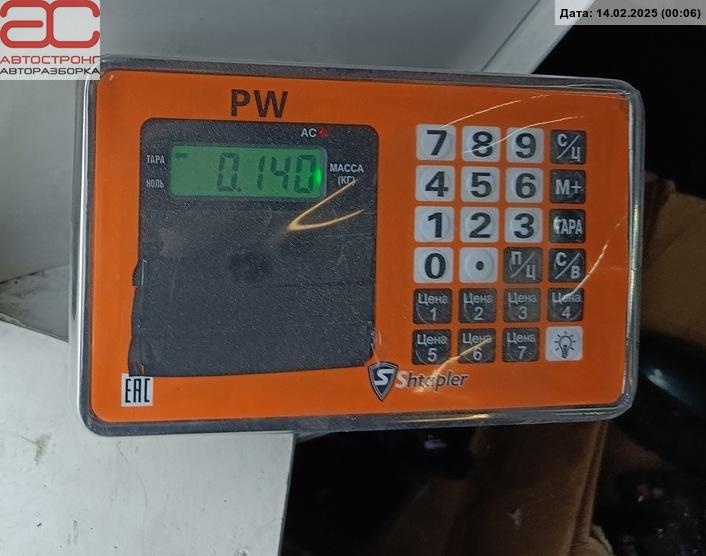 Дата: 14.02.2025 (00:06)
АС
АВТОСТРОНГ
АВТОРАЗБОРКА
PW
AC
ТАРА
НОЛЬ
0.140
МАССА
(КГ)
7 8 9 С/Ц
4 5 6 М+
1 2 3 ТАРА
0 . П/Ц С/В
Цена 1 Цена 2 Цена 3 Цена 4
Цена 5 Цена 6 Цена 7
EAC
Shtapler